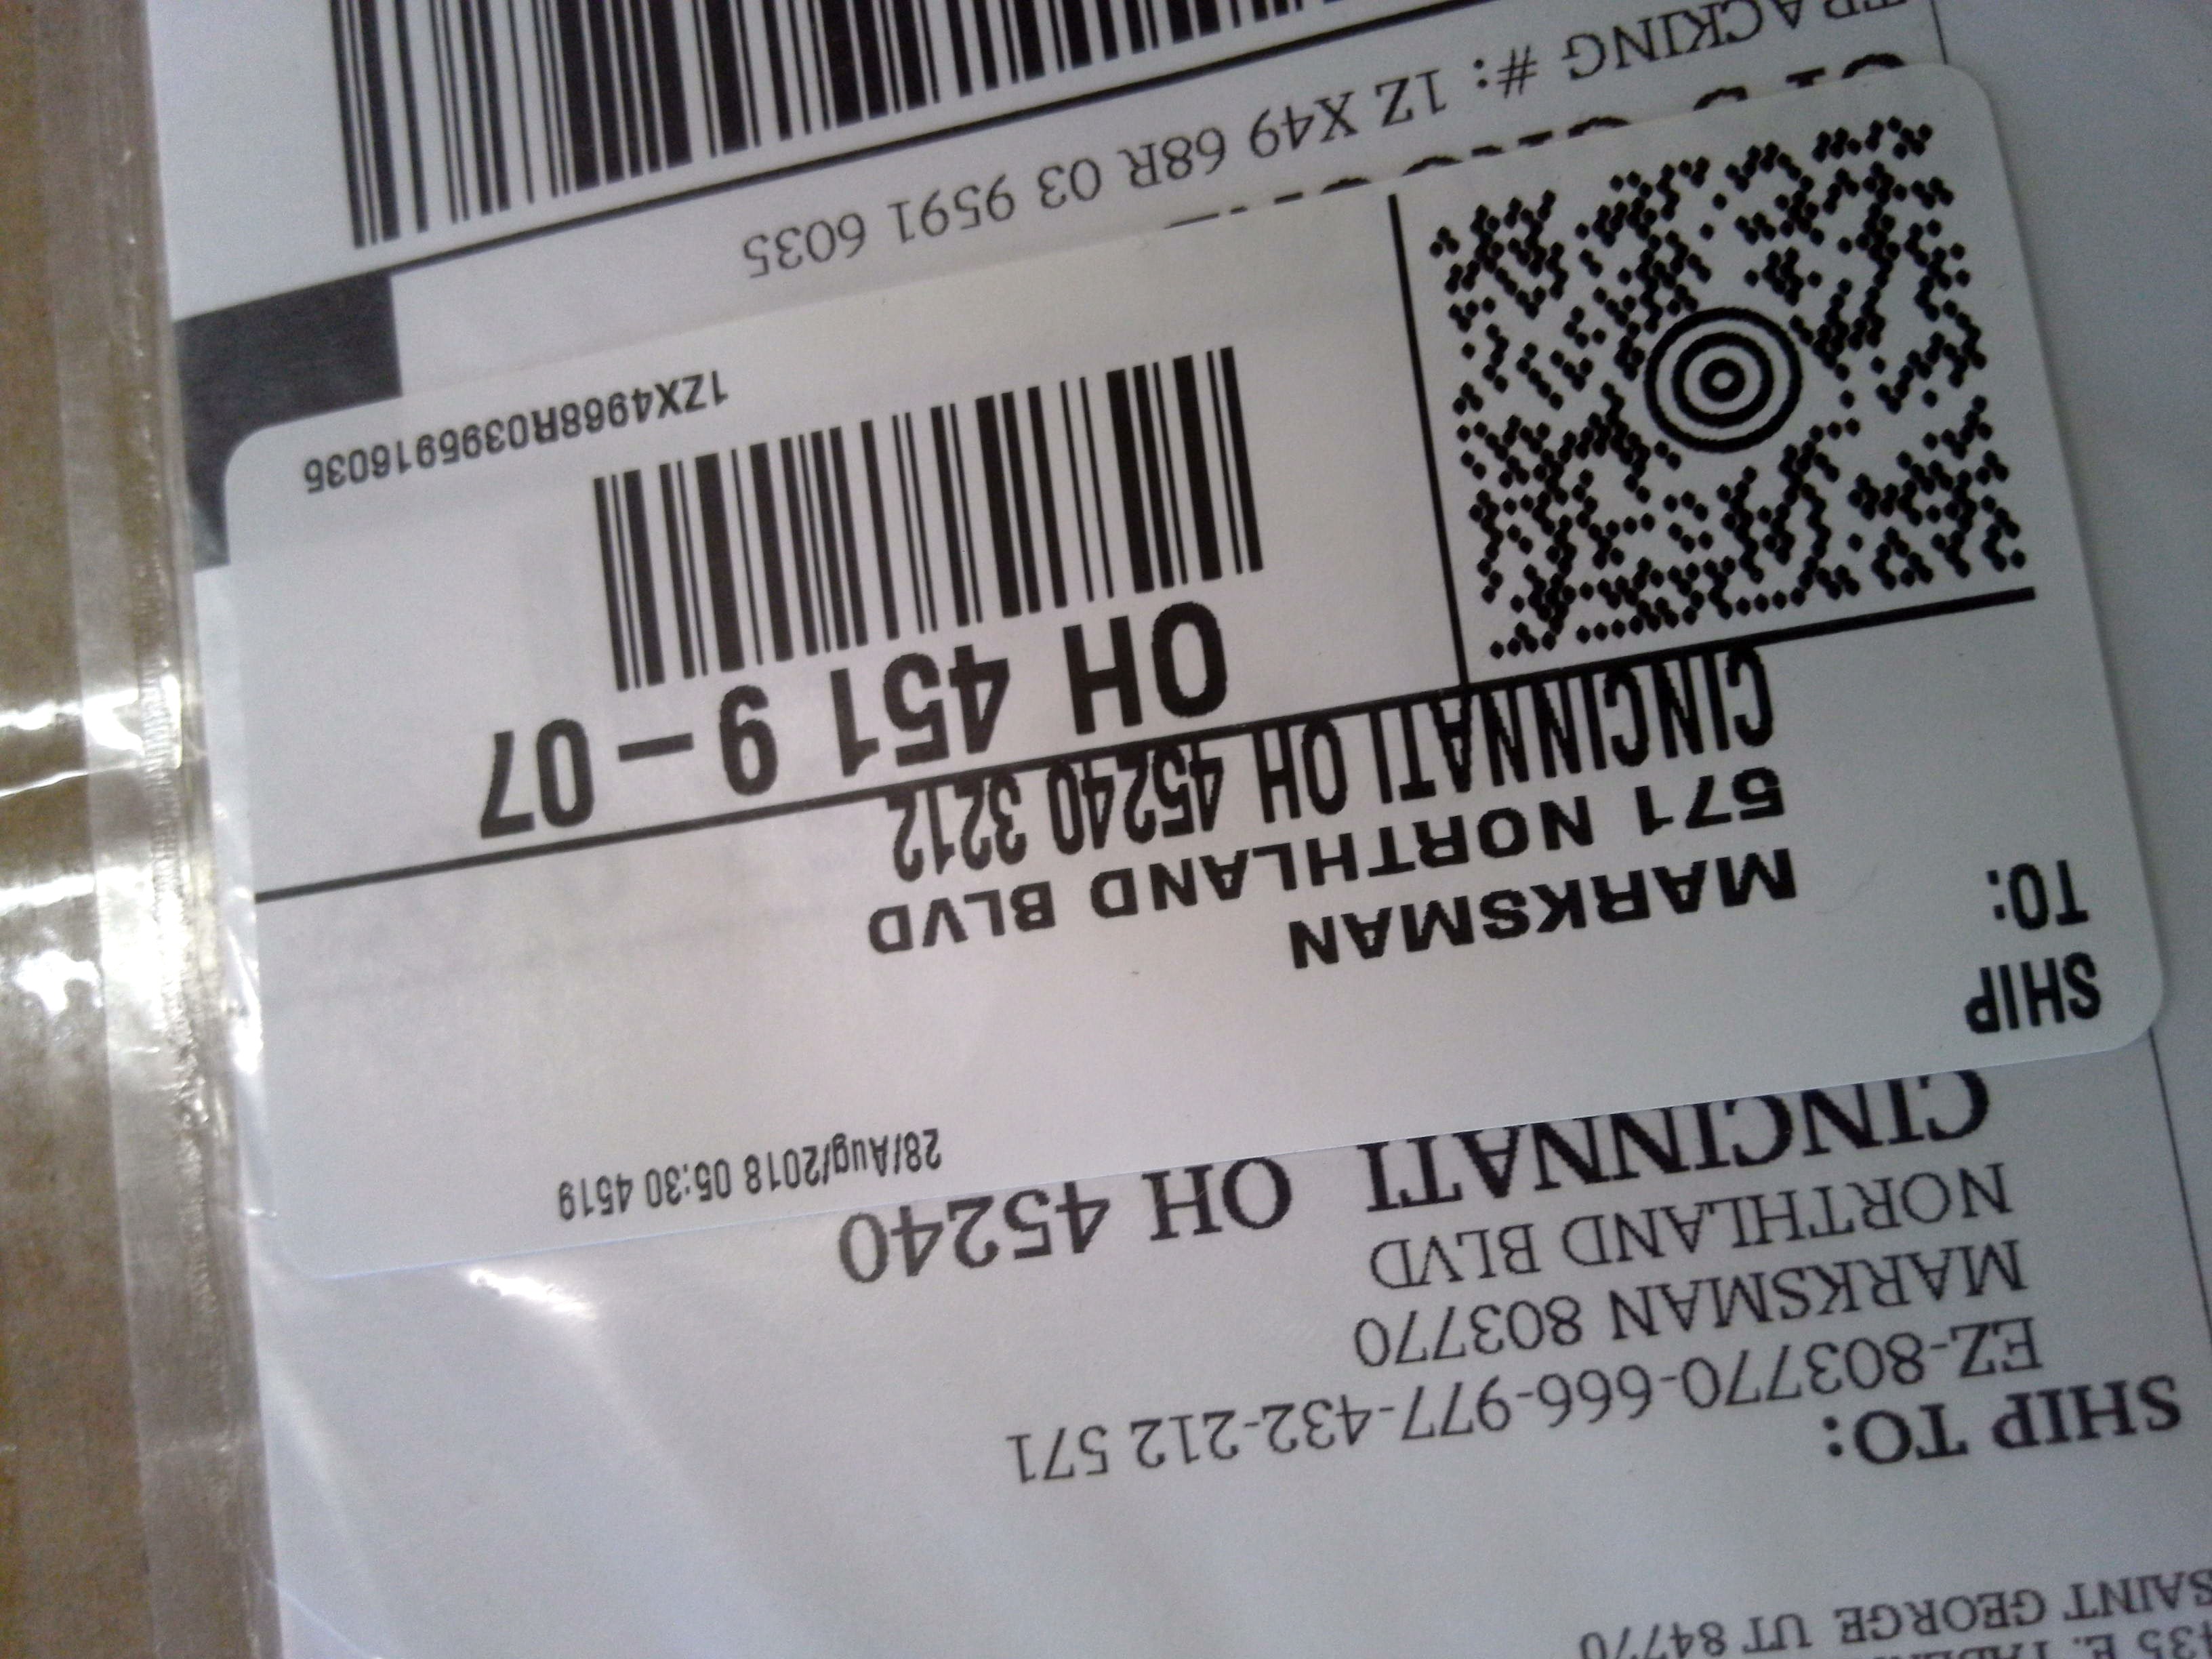 SAINT GEORGE UT 84770
SHIP TO:
EZ-803770-666-977-432-212 571
MARKSMAN 803770
NORTHLAND BLVD
CINCINNATI OH 45240
28/Aug/2018 05:30 4519
SHIP
TO:
MARKSMAN
571 NORTHLAND BLVD
CINCINNATI OH 45240 3212
OH 451 9 - 07
1ZX4968R0395916035
TRACKING #: 1Z X49 68R 03 9591 6035